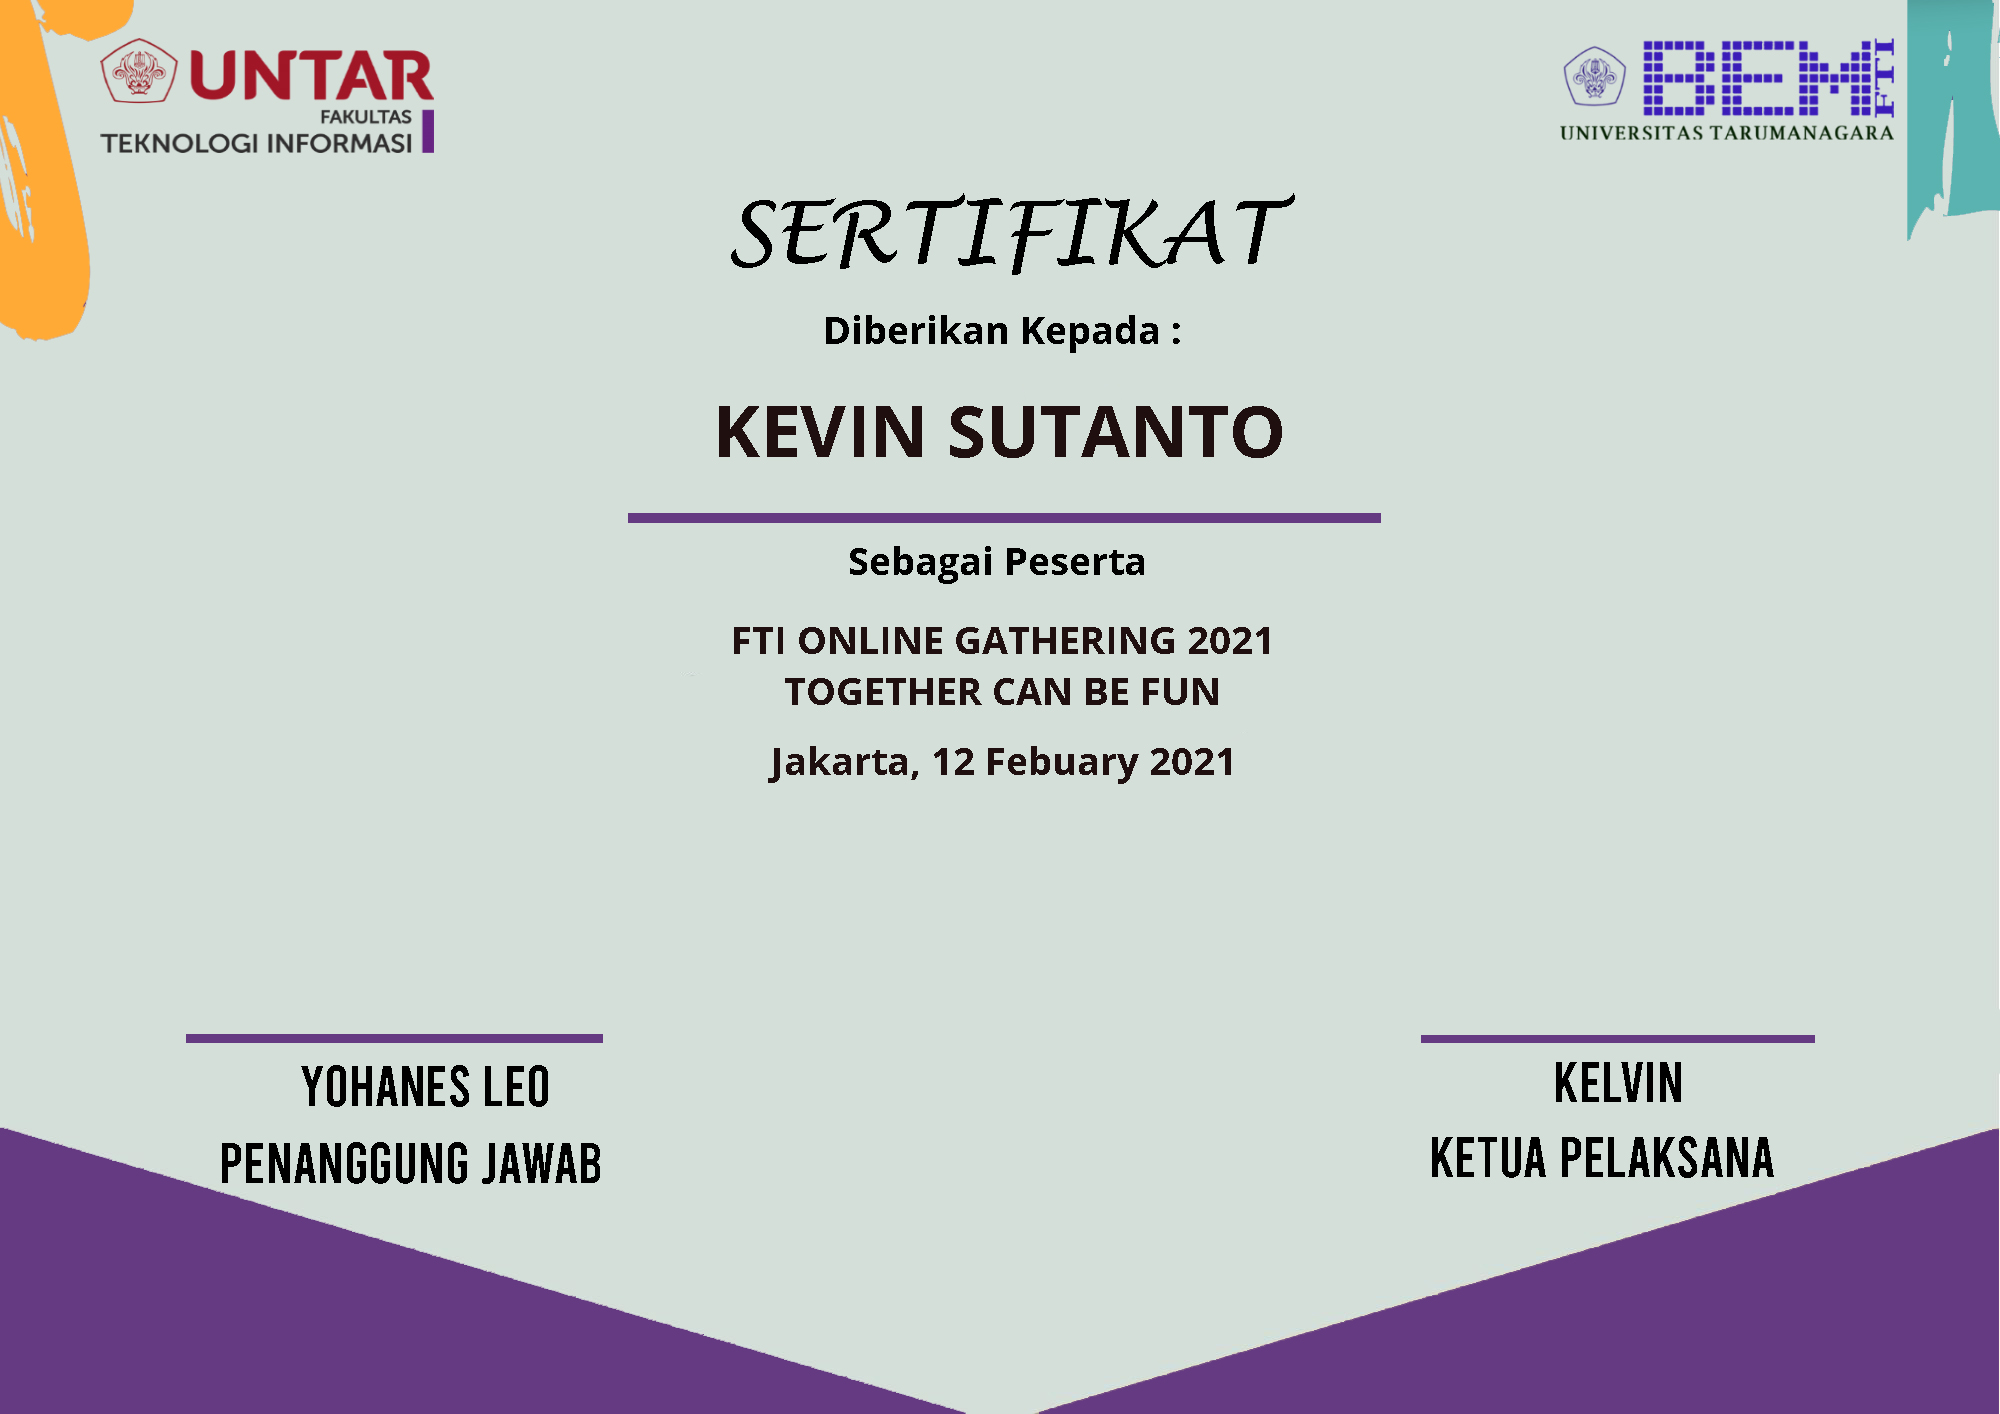 UNTAR
FAKULTAS
TEKNOLOGI INFORMASI
BEM FTI
UNIVERSITAS TARUMANAGARA
SERTIFIKAT
Diberikan Kepada :
KEVIN SUTANTO
Sebagai Peserta
FTI ONLINE GATHERING 2021
TOGETHER CAN BE FUN
Jakarta, 12 Febuary 2021
YOHANES LEO
PENANGGUNG JAWAB
KELVIN
KETUA PELAKSANA